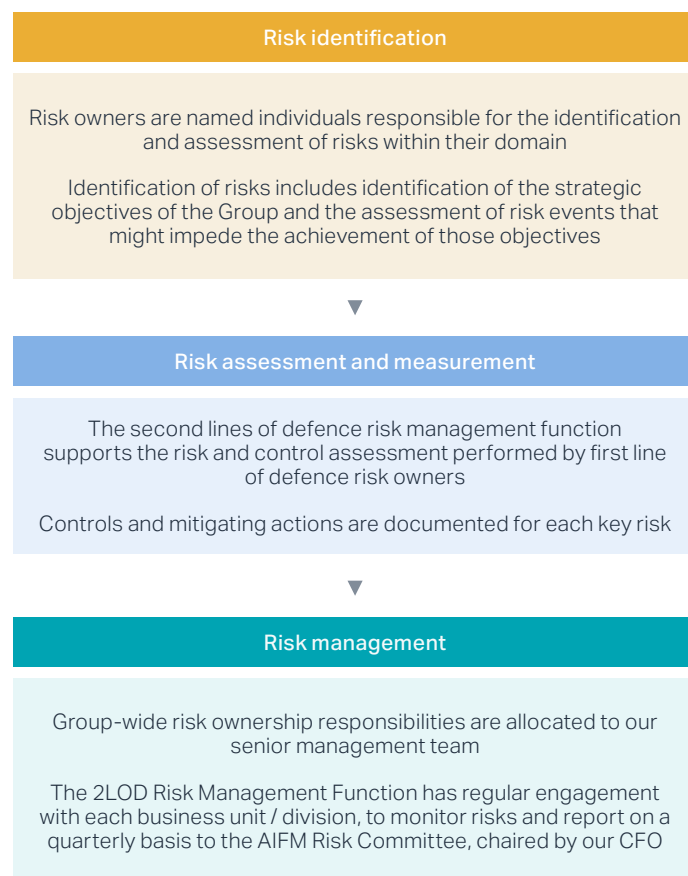 Risk identification
Risk owners are named individuals responsible for the identification
and assessment of risks within their domain
Identification of risks includes identification of the strategic
objectives of the Group and the assessment of risk events that
might impede the achievement of those objectives
Risk assessment and measurement
The second lines of defence risk management function
supports the risk and control assessment performed by first line
of defence risk owners
Controls and mitigating actions are documented for each key risk
Risk management
Group-wide risk ownership responsibilities are allocated to our
senior management team
The 2LOD Risk Management Function has regular engagement
with each business unit / division, to monitor risks and report on a
quarterly basis to the AIFM Risk Committee, chaired by our CFO